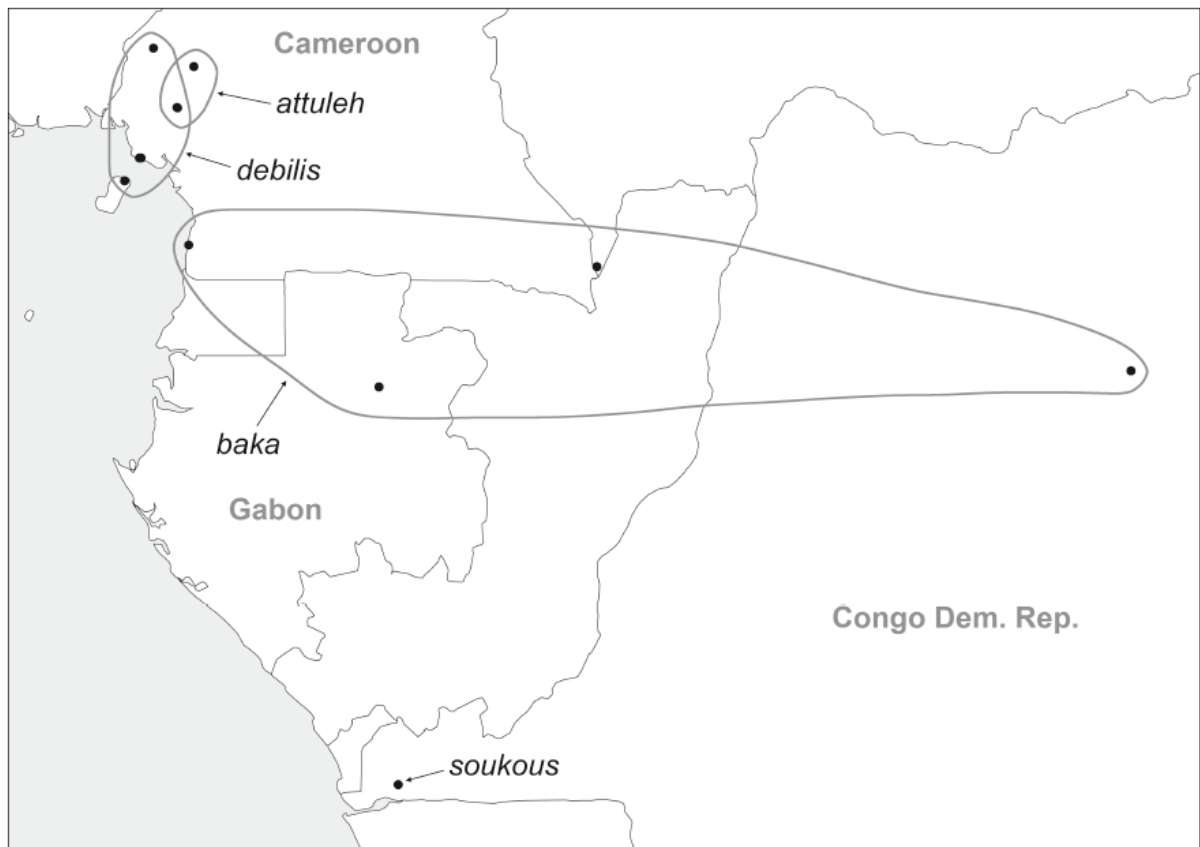 Cameroon
attuleh
debilis
baka
Gabon
Congo Dem. Rep.
soukous